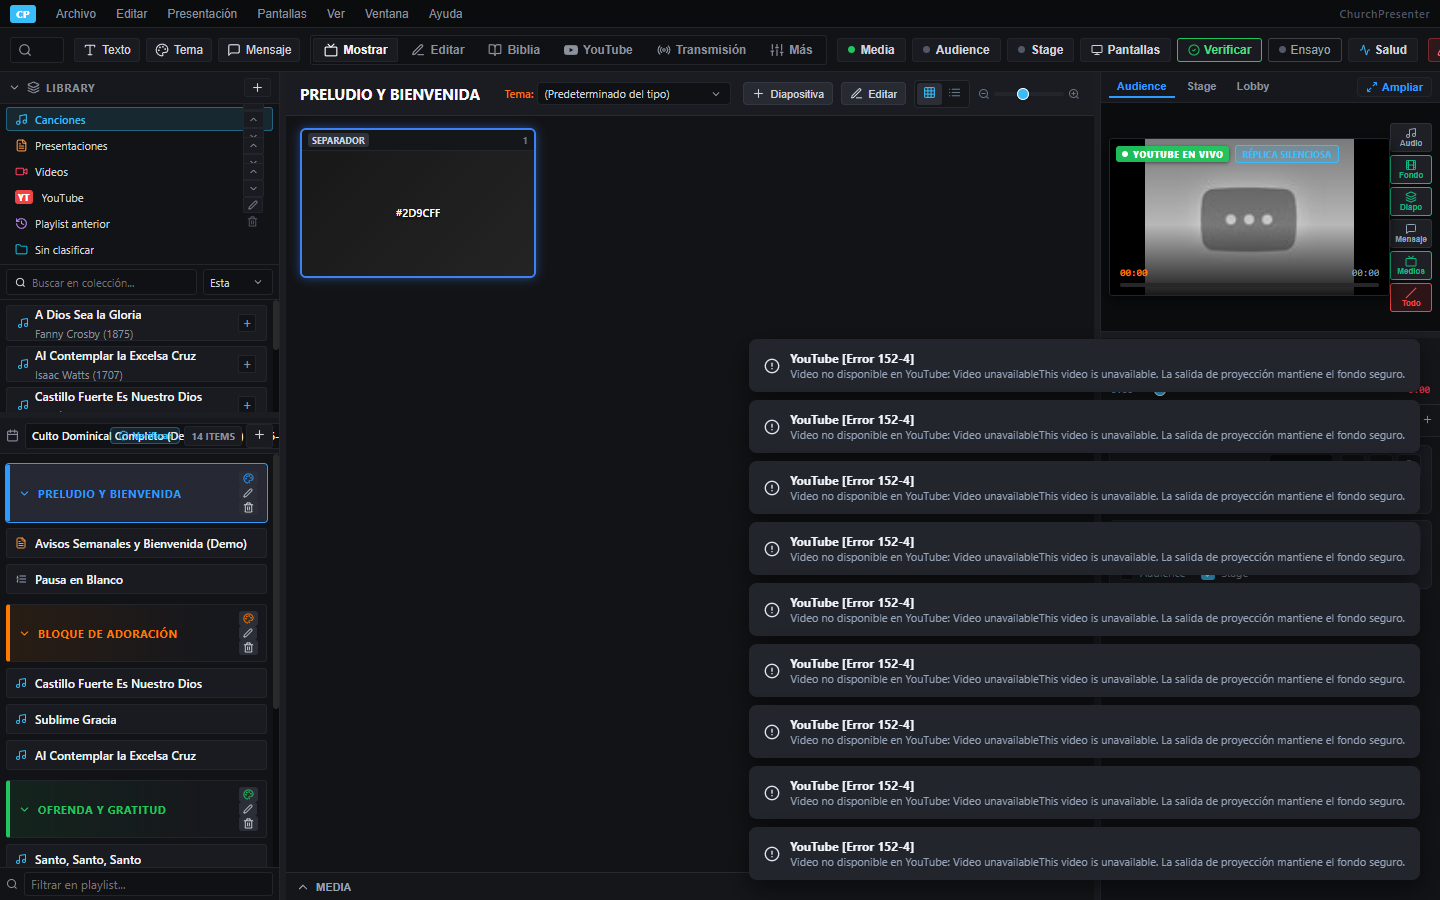 CP Archivo Editar Presentación Pantallas Ver Ventana Ayuda ChurchPresenter
Texto Tema Mensaje Mostrar Editar Biblia YouTube Transmisión Más Media Audience Stage Pantallas Verificar Ensayo Salud
LIBRARY
Canciones
Presentaciones
Videos
YT YouTube
Playlist anterior
Sin clasificar
Buscar en colección... Esta
A Dios Sea la Gloria
Fanny Crosby (1875)
Al Contemplar la Excelsa Cruz
Isaac Watts (1707)
Castillo Fuerte Es Nuestro Dios
Culto Dominical Completo (De 14 ITEMS
PRELUDIO Y BIENVENIDA
Avisos Semanales y Bienvenida (Demo)
Pausa en Blanco
BLOQUE DE ADORACIÓN
Castillo Fuerte Es Nuestro Dios
Sublime Gracia
Al Contemplar la Excelsa Cruz
OFRENDA Y GRATITUD
Santo, Santo, Santo
Filtrar en playlist...
PRELUDIO Y BIENVENIDA Tema: (Predeterminado del tipo) Diapositiva Editar
SEPARADOR 1
#2D9CFF
MEDIA
Audience Stage Lobby Ampliar
YOUTUBE EN VIVO RÉPLICA SILENCIOSA
00:00 00:00
Audio
Fondo
Diapo
Mensaje
Medios
Todo
YouTube [Error 152-4]
Video no disponible en YouTube: Video unavailableThis video is unavailable. La salida de proyección mantiene el fondo seguro.
YouTube [Error 152-4]
Video no disponible en YouTube: Video unavailableThis video is unavailable. La salida de proyección mantiene el fondo seguro.
YouTube [Error 152-4]
Video no disponible en YouTube: Video unavailableThis video is unavailable. La salida de proyección mantiene el fondo seguro.
YouTube [Error 152-4]
Video no disponible en YouTube: Video unavailableThis video is unavailable. La salida de proyección mantiene el fondo seguro.
YouTube [Error 152-4]
Video no disponible en YouTube: Video unavailableThis video is unavailable. La salida de proyección mantiene el fondo seguro.
YouTube [Error 152-4]
Video no disponible en YouTube: Video unavailableThis video is unavailable. La salida de proyección mantiene el fondo seguro.
YouTube [Error 152-4]
Video no disponible en YouTube: Video unavailableThis video is unavailable. La salida de proyección mantiene el fondo seguro.
YouTube [Error 152-4]
Video no disponible en YouTube: Video unavailableThis video is unavailable. La salida de proyección mantiene el fondo seguro.
YouTube [Error 152-4]
Video no disponible en YouTube: Video unavailableThis video is unavailable. La salida de proyección mantiene el fondo seguro.